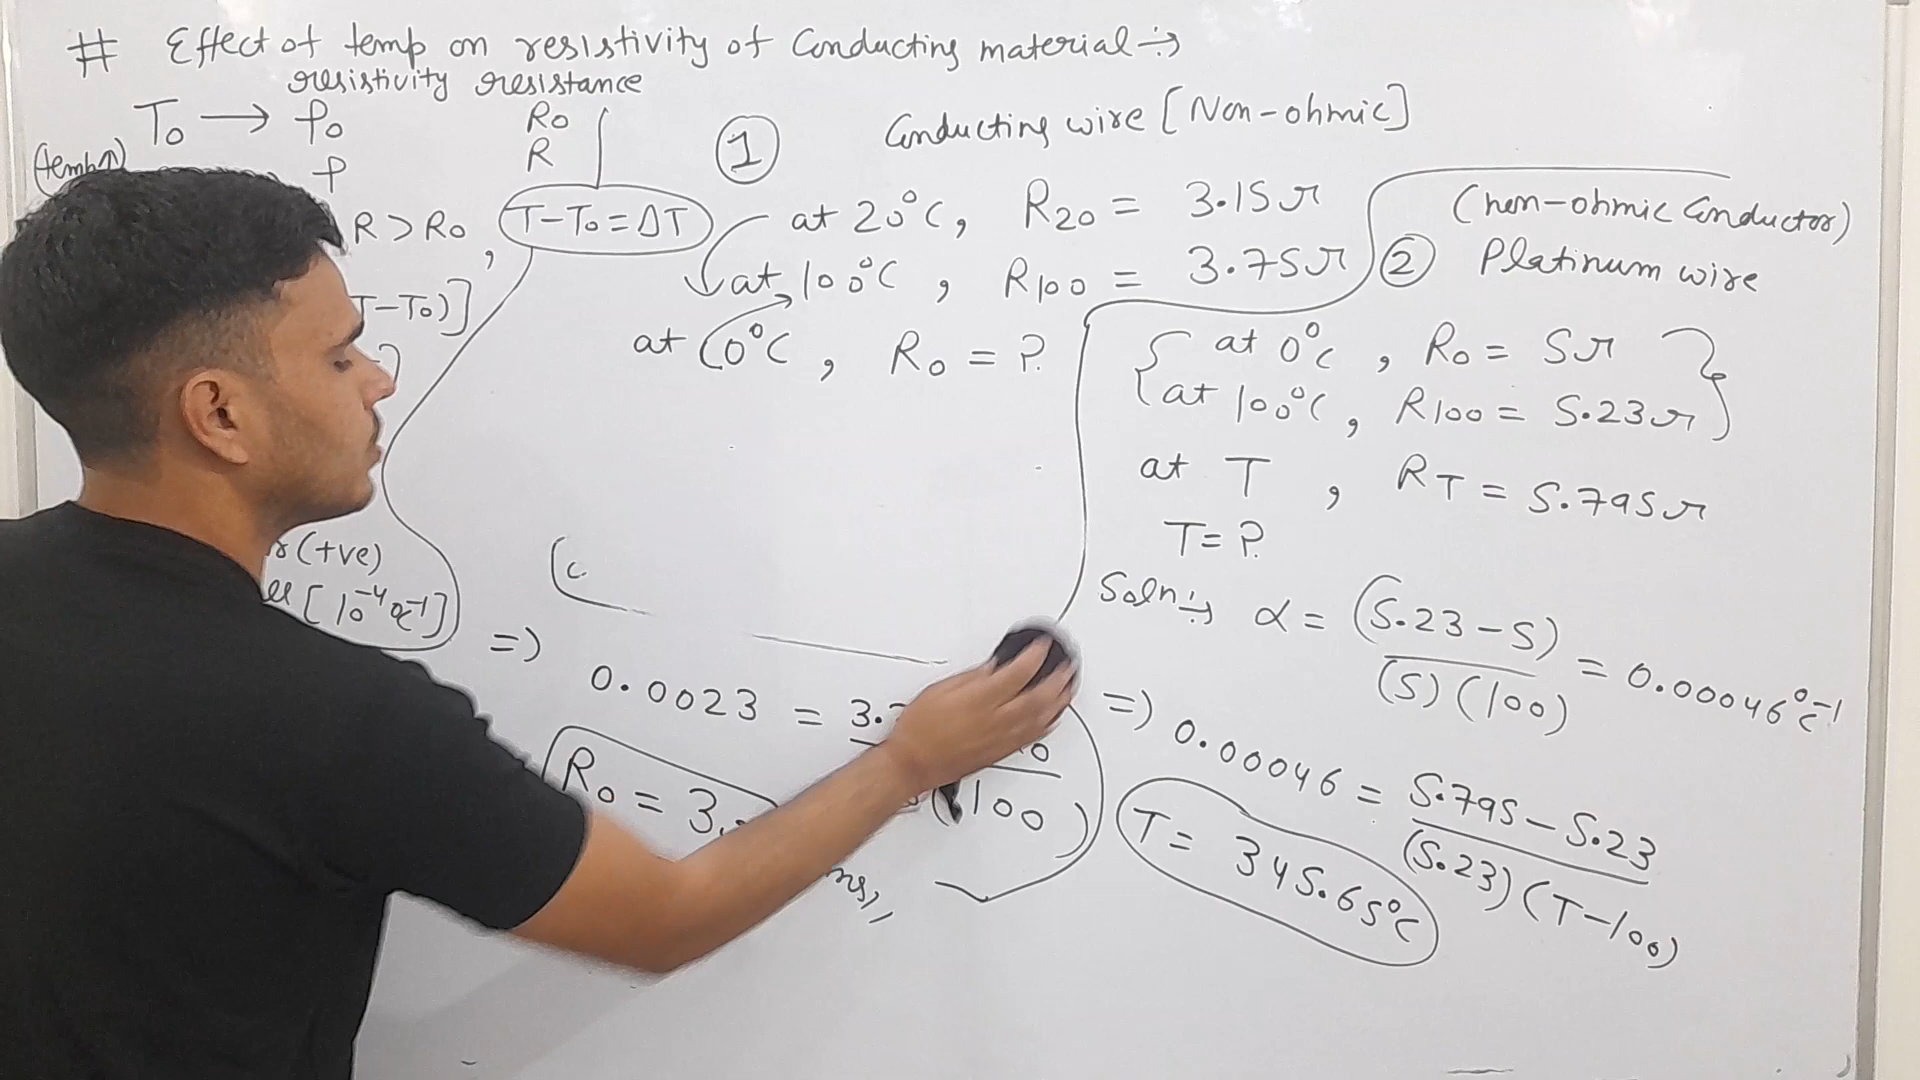 # Effect of temp on resistivity of Conducting material :→
resistivity resistance
T₀ → ρ₀ R₀
(temp↑) ρ R
R > R₀ , T-T₀ = ΔT
T-T₀)]
(+ve)
[10⁻⁴ °C⁻¹]
① Conducting wire [Non-ohmic]
at 20°C, R₂₀ = 3.15Ω
at 100°C , R₁₀₀ = 3.75Ω
at 0°C , R₀ = ?
=> 0.0023 = 3.
100
R₀ = 3.
(non-ohmic Conductor)
② Platinum wire
at 0°C , R₀ = 5Ω
at 100°C , R₁₀₀ = 5.23Ω
at T , R_T = 5.795Ω
T = ?
Soln :→ α = (5.23 - 5) / (5) (100) = 0.00046 °C⁻¹
=> 0.00046 = 5.795 - 5.23 / (5.23) (T-100)
T = 345.65°C